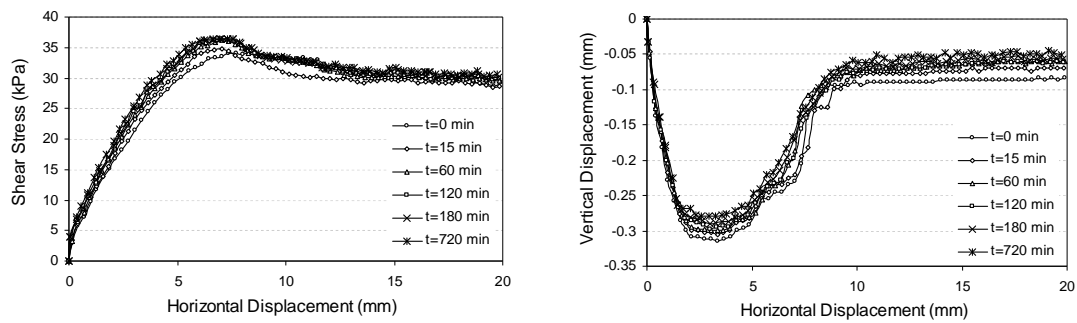 40
35
30
25
20
15
10
5
0
Shear Stress (kPa)
t=0 min
t=15 min
t=60 min
t=120 min
t=180 min
t=720 min
0 5 10 15 20
Horizontal Displacement (mm)
0
-0.05
-0.1
-0.15
-0.2
-0.25
-0.3
-0.35
Vertical Displacement (mm)
t=0 min
t=15 min
t=60 min
t=120 min
t=180 min
t=720 min
0 5 10 15 20
Horizontal Displacement (mm)